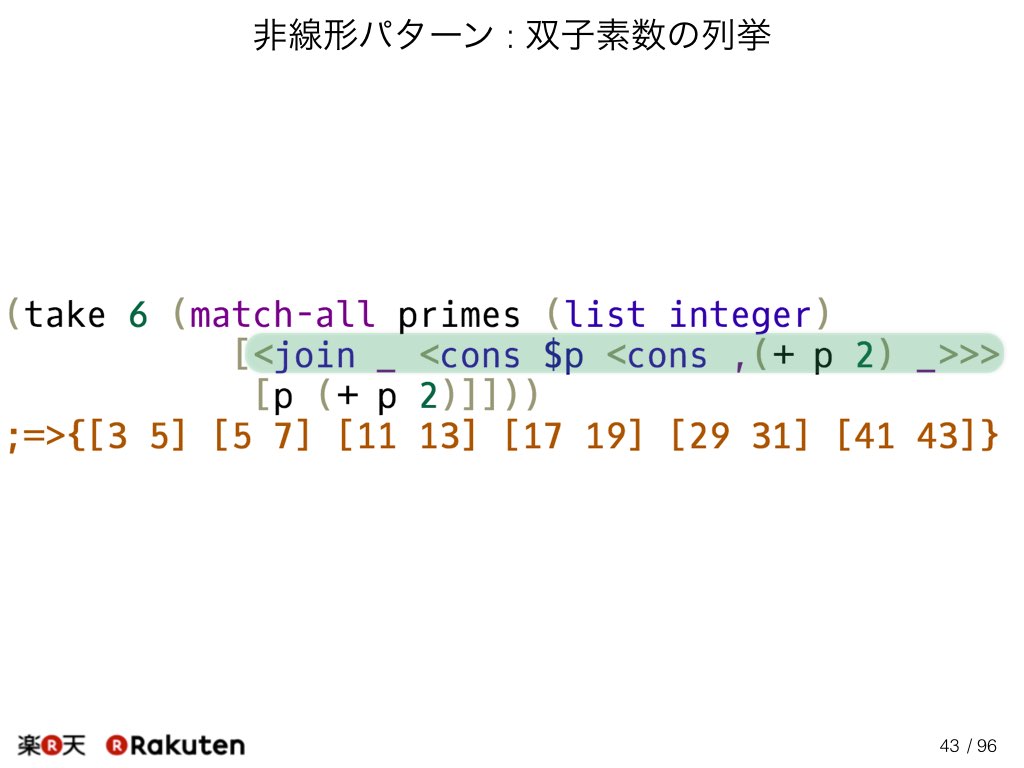 非線形パターン : 双子素数の列挙
(take 6 (match-all primes (list integer)
[<join _ <cons $p <cons ,(+ p 2) _>>>
[p (+ p 2)]]))
;=>{[3 5] [5 7] [11 13] [17 19] [29 31] [41 43]}
楽R天 R Rakuten
43 / 96